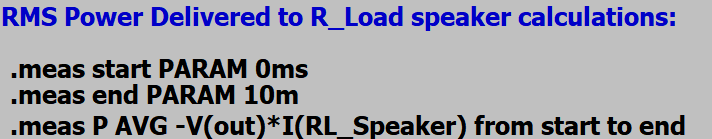 RMS Power Delivered to R_Load speaker calculations:
.meas start PARAM 0ms
.meas end PARAM 10m
.meas P AVG -V(out)*I(RL_Speaker) from start to end